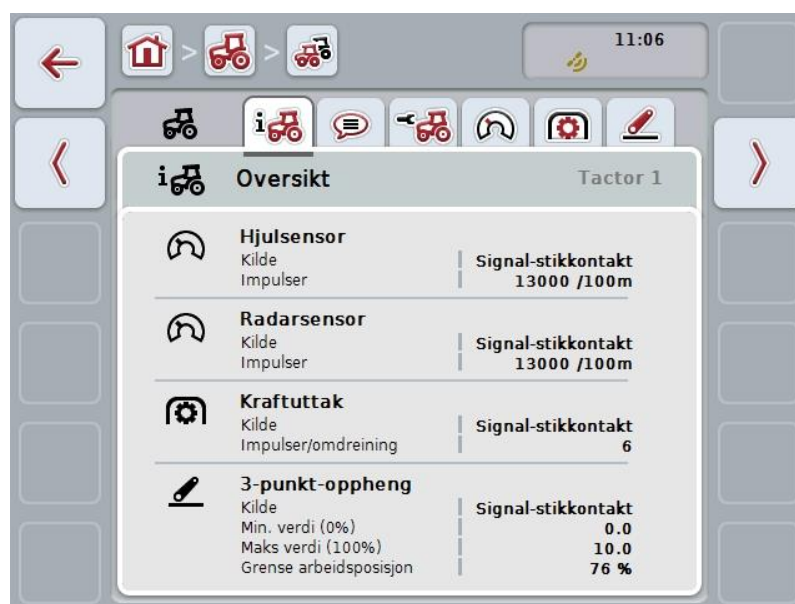 11:06
Oversikt Tactor 1
Hjulsensor
Kilde Signal-stikkontakt
Impulser 13000 /100m
Radarsensor
Kilde Signal-stikkontakt
Impulser 13000 /100m
Kraftuttak
Kilde Signal-stikkontakt
Impulser/omdreining 6
3-punkt-oppheng
Kilde Signal-stikkontakt
Min. verdi (0%) 0.0
Maks verdi (100%) 10.0
Grense arbeidsposisjon 76 %